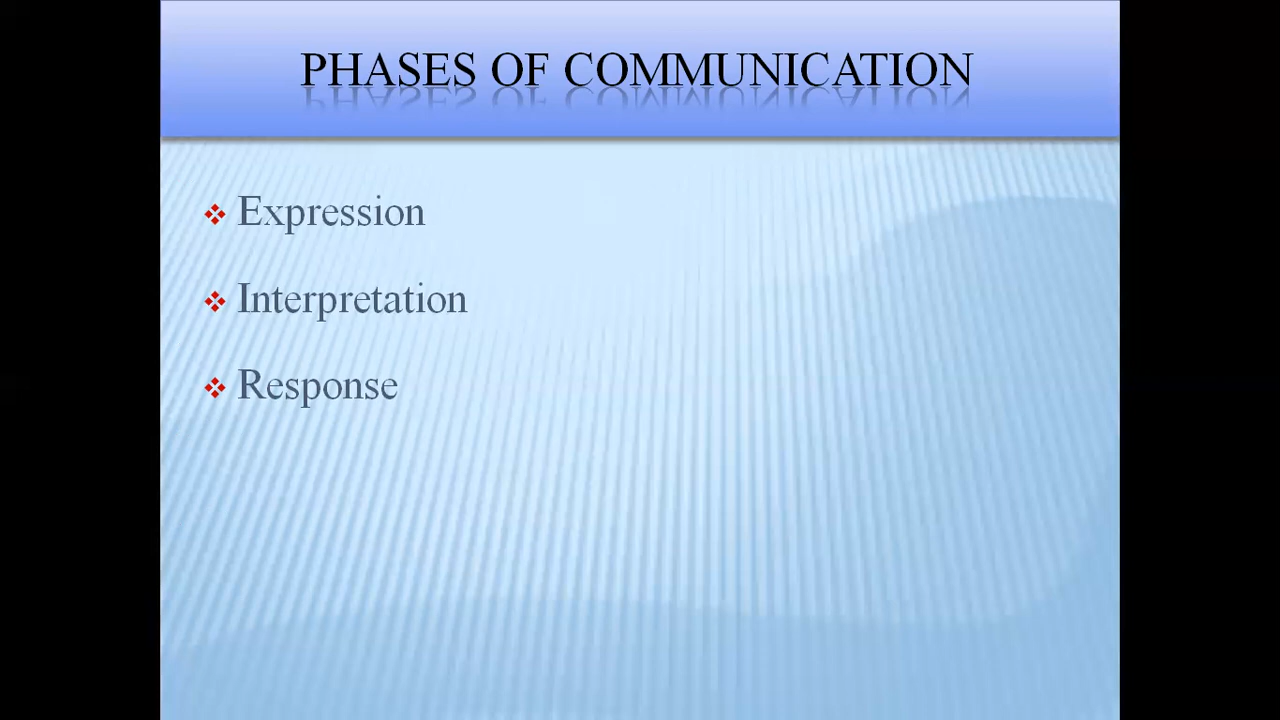 PHASES OF COMMUNICATION
Expression
Interpretation
Response